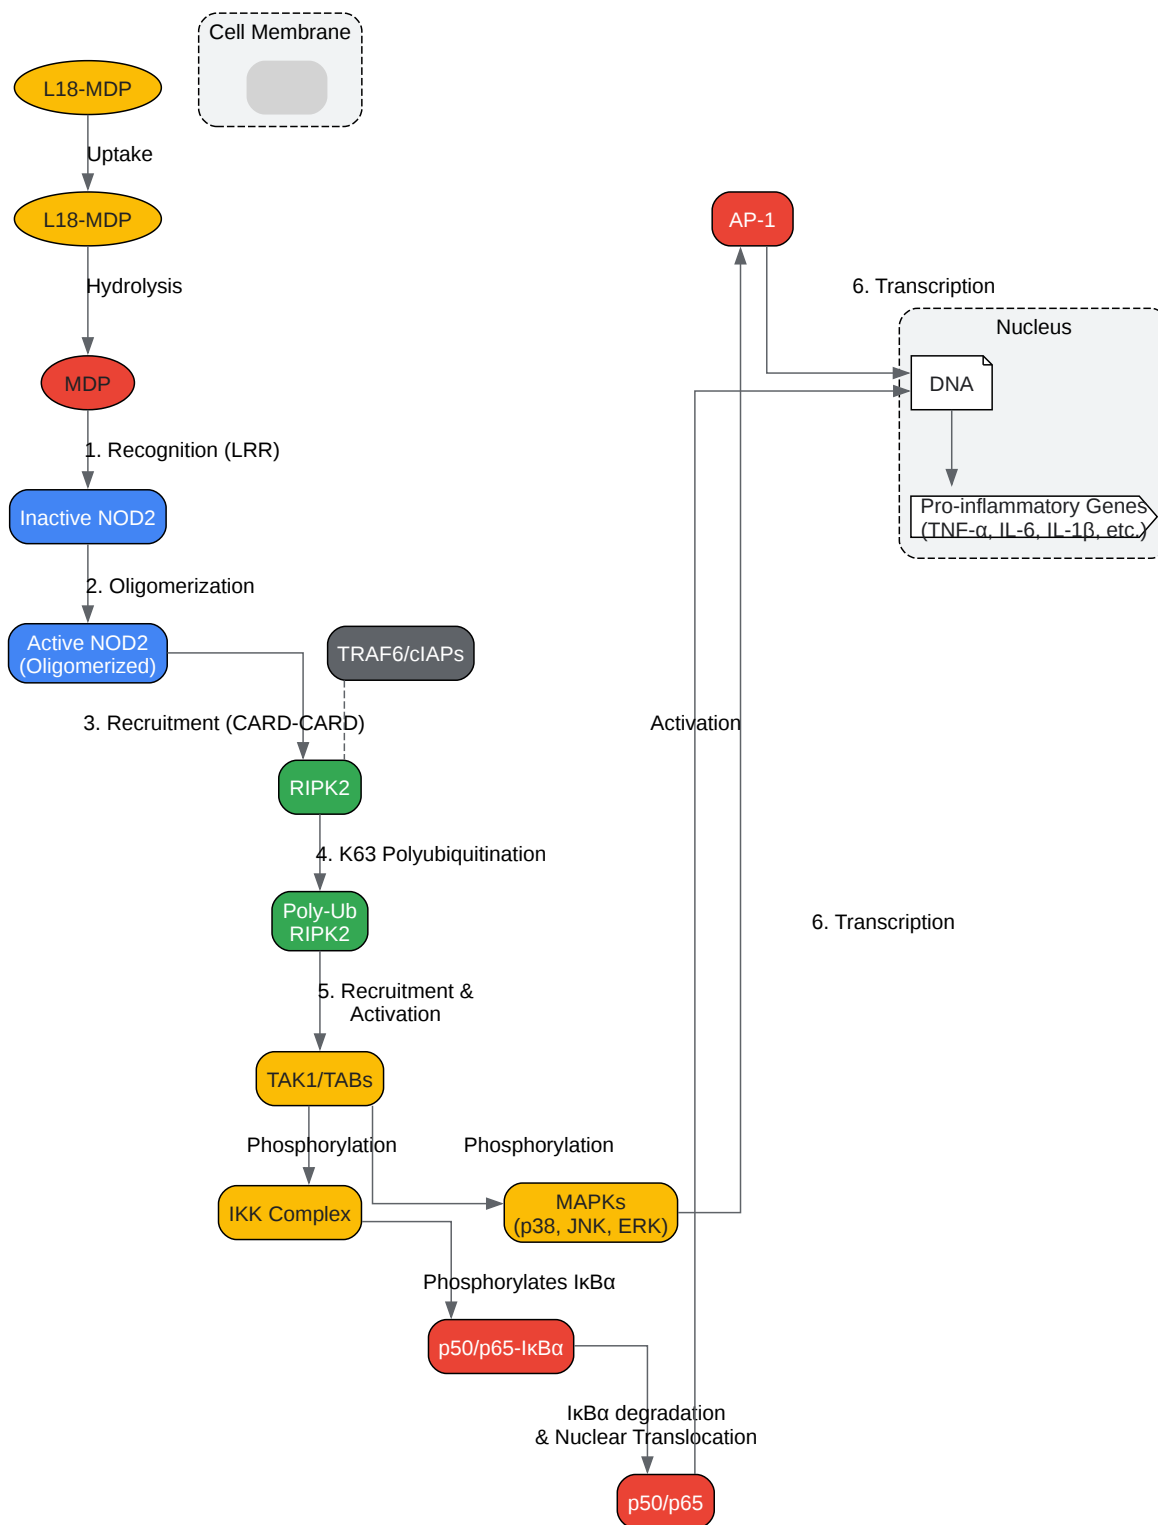 Cell Membrane
L18-MDP
Uptake
L18-MDP
AP-1
Hydrolysis
6. Transcription
Nucleus
MDP
DNA
1. Recognition (LRR)
Pro-inflammatory Genes
(TNF-α, IL-6, IL-1β, etc.)
Inactive NOD2
2. Oligomerization
Active NOD2
(Oligomerized)
TRAF6/cIAPs
3. Recruitment (CARD-CARD)
Activation
RIPK2
4. K63 Polyubiquitination
Poly-Ub
RIPK2
6. Transcription
5. Recruitment &
Activation
TAK1/TABs
Phosphorylation
Phosphorylation
IKK Complex
MAPKs
(p38, JNK, ERK)
Phosphorylates IκBα
p50/p65-IκBα
IκBα degradation
& Nuclear Translocation
p50/p65